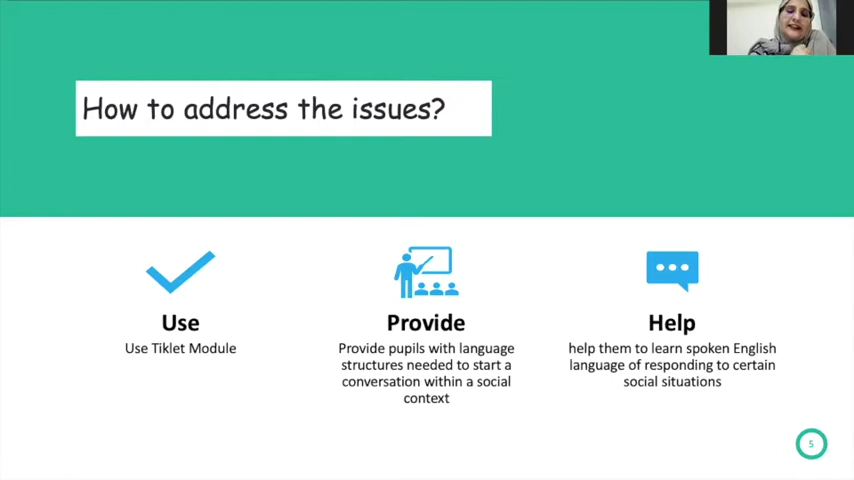 How to address the issues?
Use
Use Tiklet Module
Provide
Provide pupils with language
structures needed to start a
conversation within a social
context
Help
help them to learn spoken English
language of responding to certain
social situations
5